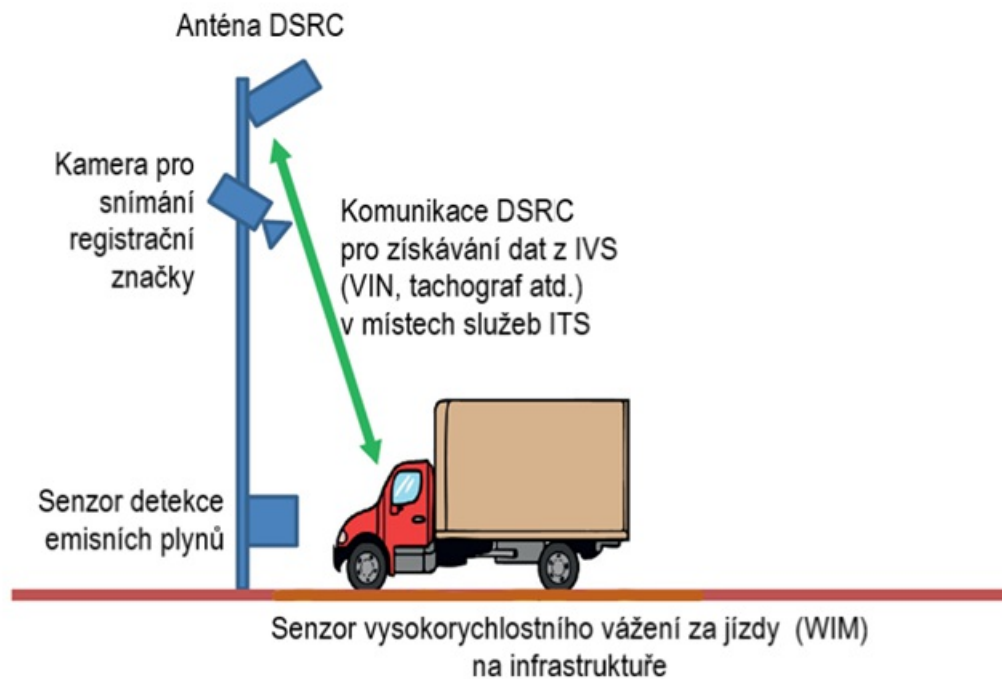 Anténa DSRC
Kamera pro
snímání
registrační
značky
Komunikace DSRC
pro získávání dat z IVS
(VIN, tachograf atd.)
v místech služeb ITS
Senzor detekce
emisních plynů
Senzor vysokorychlostního vážení za jízdy (WIM)
na infrastruktuře